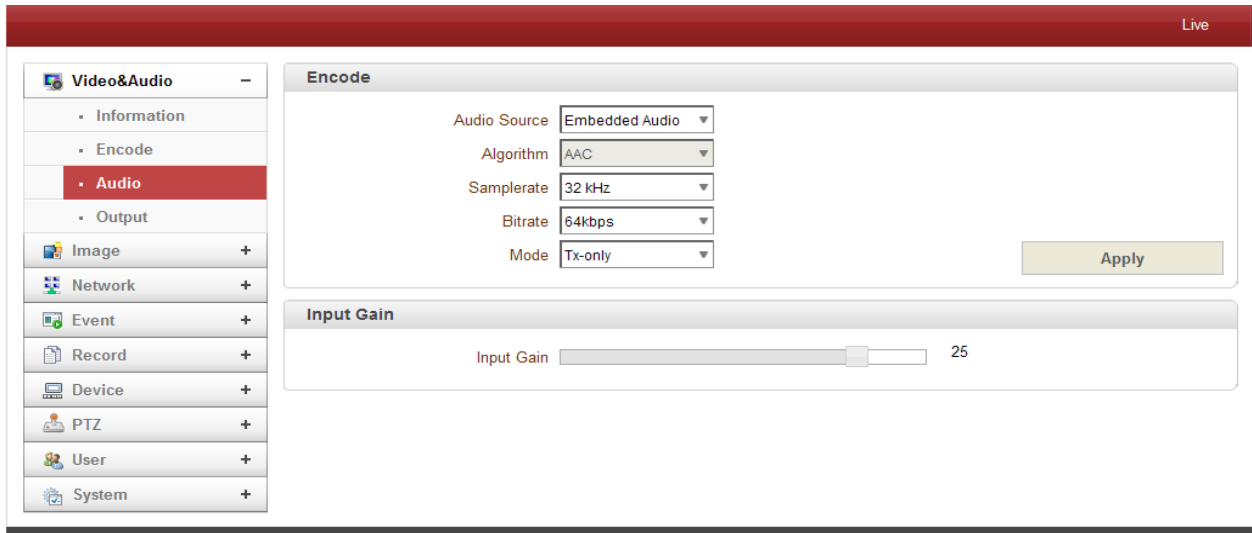 Live
Video&Audio −
Information
Encode
Audio
Output
Image +
Network +
Event +
Record +
Device +
PTZ +
User +
System +
Encode
Audio Source Embedded Audio
Algorithm AAC
Samplerate 32 kHz
Bitrate 64kbps
Mode Tx-only
Apply
Input Gain
Input Gain 25